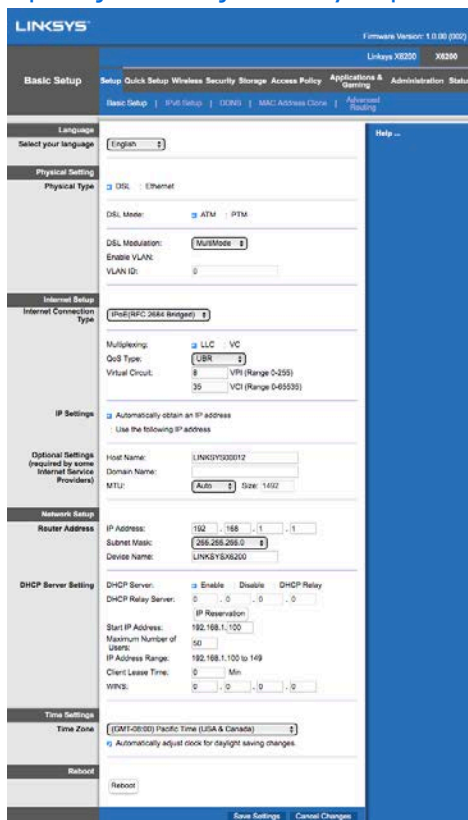 LINKSYS
Firmware Version: 1.0.00 (002)
Linksys X6200 X6200
Basic Setup
Setup Quick Setup Wireless Security Storage Access Policy Applications & Gaming Administration Status
Basic Setup | IPv6 Setup | DDNS | MAC Address Clone | Advanced Routing
Help ...
Language
Select your language English
Physical Setting
Physical Type DSL Ethernet
DSL Mode: ATM PTM
DSL Modulation: MultiMode
Enable VLAN:
VLAN ID: 0
Internet Setup
Internet Connection Type IPoE(RFC 2684 Bridged)
Multiplexing: LLC VC
QoS Type: UBR
Virtual Circuit: 8 VPI (Range 0-255)
35 VCI (Range 0-65535)
IP Settings Automatically obtain an IP address
Use the following IP address
Optional Settings (required by some Internet Service Providers)
Host Name: LINKSYS00012
Domain Name:
MTU: Auto Size: 1492
Network Setup
Router Address IP Address: 192 . 168 . 1 . 1
Subnet Mask: 255.255.255.0
Device Name: LINKSYSX6200
DHCP Server Setting DHCP Server: Enable Disable DHCP Relay
DHCP Relay Server: 0 . 0 . 0 . 0
IP Reservation
Start IP Address: 192.168.1. 100
Maximum Number of Users: 50
IP Address Range: 192.168.1.100 to 149
Client Lease Time: 0 Min
WINS: 0 . 0 . 0 . 0
Time Settings
Time Zone (GMT-08:00) Pacific Time (USA & Canada)
Automatically adjust clock for daylight saving changes.
Reboot
Reboot
Save Settings Cancel Changes